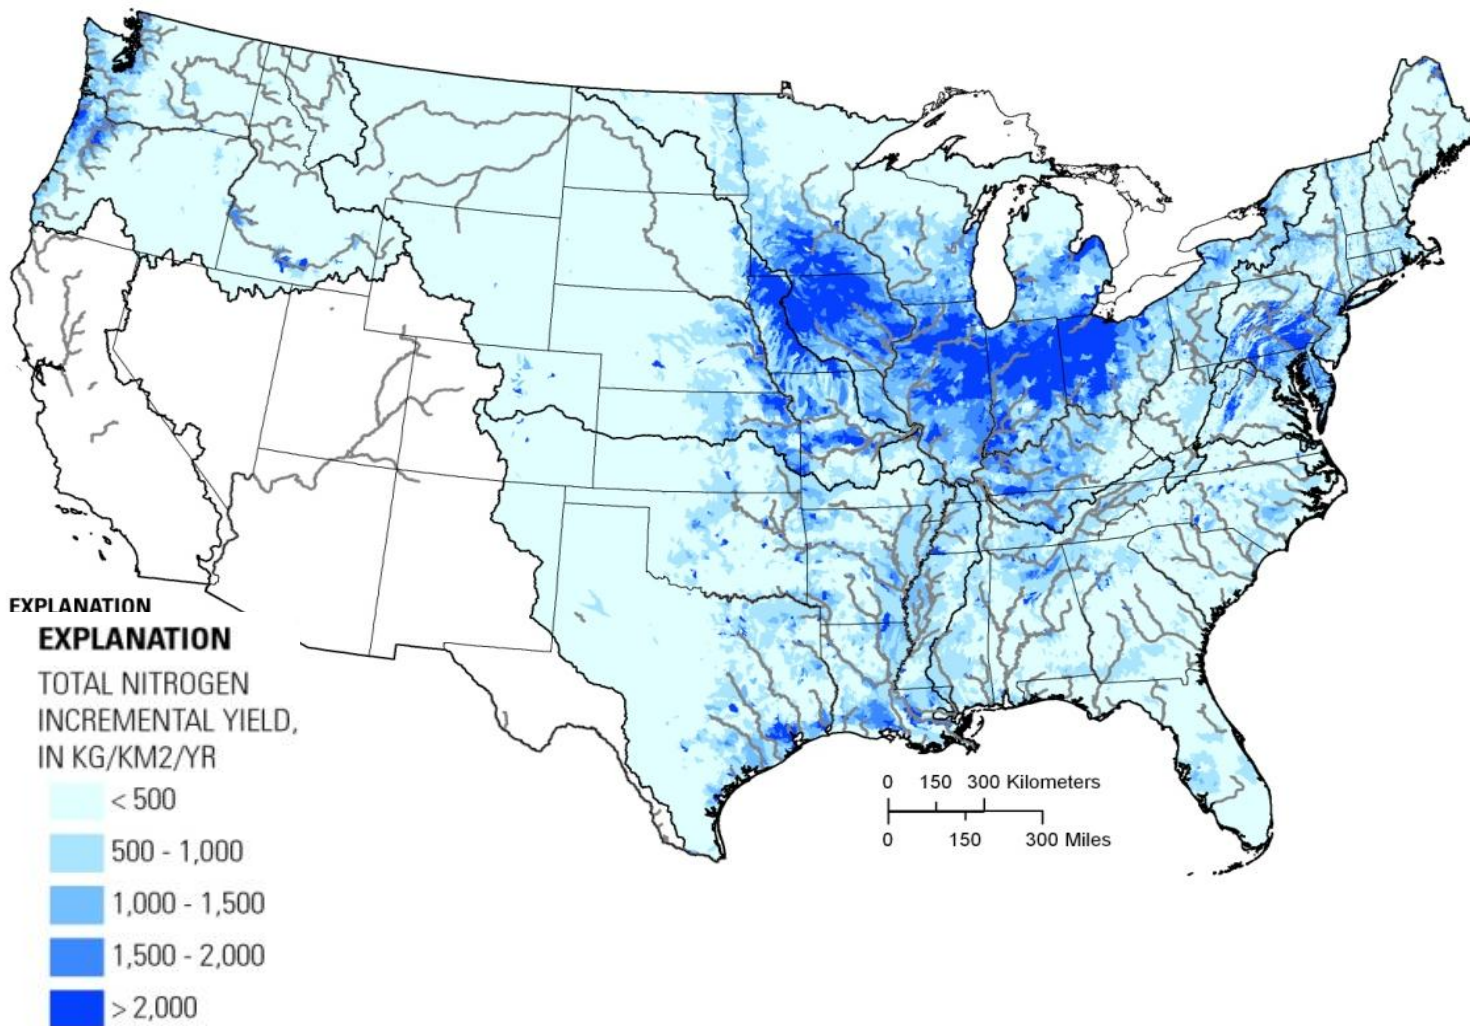 EXPLANATION
EXPLANATION
TOTAL NITROGEN
INCREMENTAL YIELD,
IN KG/KM2/YR
< 500
500 - 1,000
1,000 - 1,500
1,500 - 2,000
> 2,000
0 150 300 Kilometers
0 150 300 Miles